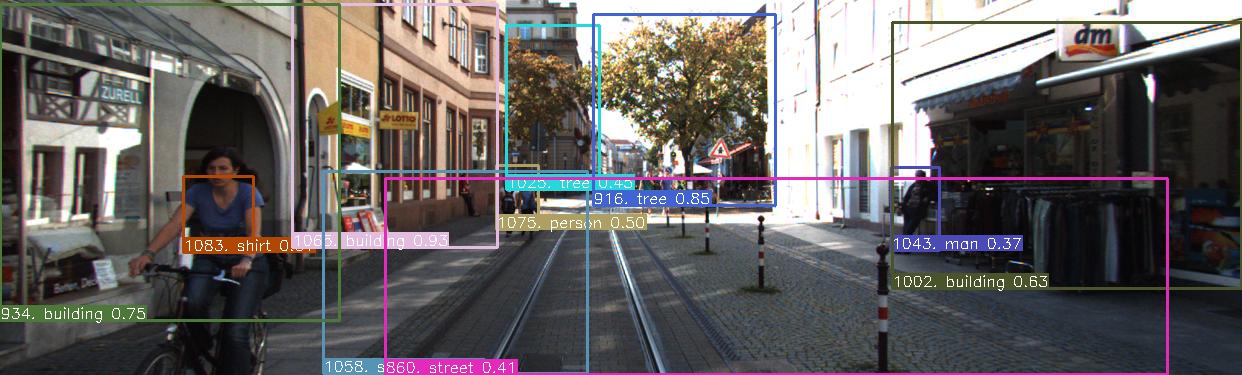 dm
ZURELL
LOTTO
1025. tree 0.45
916. tree 0.85
1075. person 0.50
1083. shirt
1065. building 0.93
1043. man 0.37
1002. building 0.63
934. building 0.75
1058. s
860. street 0.41